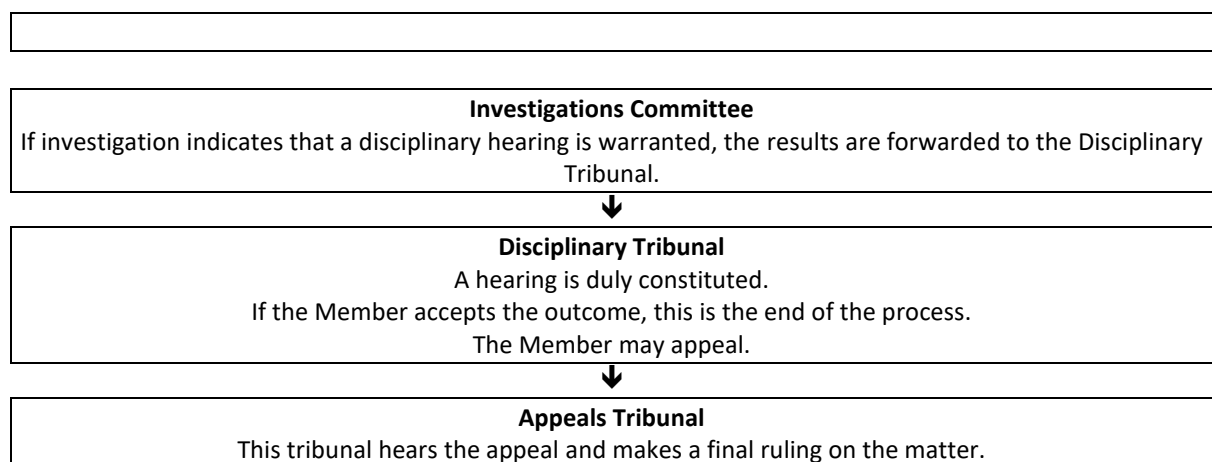 Investigations Committee
If investigation indicates that a disciplinary hearing is warranted, the results are forwarded to the Disciplinary
Tribunal.
Disciplinary Tribunal
A hearing is duly constituted.
If the Member accepts the outcome, this is the end of the process.
The Member may appeal.
Appeals Tribunal
This tribunal hears the appeal and makes a final ruling on the matter.